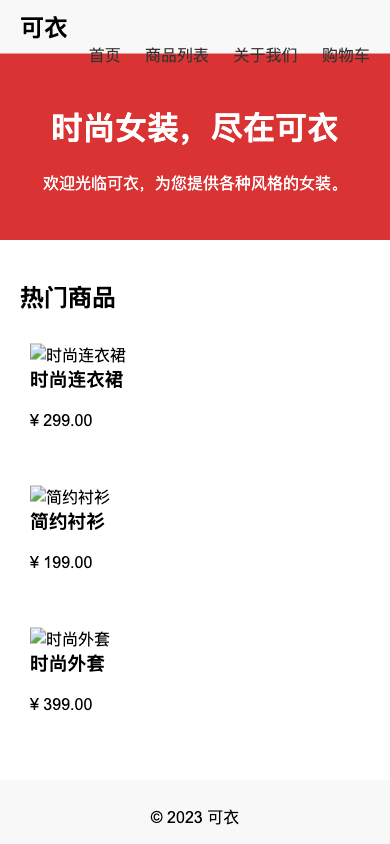 可衣
首页 商品列表 关于我们 购物车
时尚女装，尽在可衣
欢迎光临可衣，为您提供各种风格的女装。
热门商品
时尚连衣裙
时尚连衣裙
¥ 299.00
简约衬衫
简约衬衫
¥ 199.00
时尚外套
时尚外套
¥ 399.00
© 2023 可衣